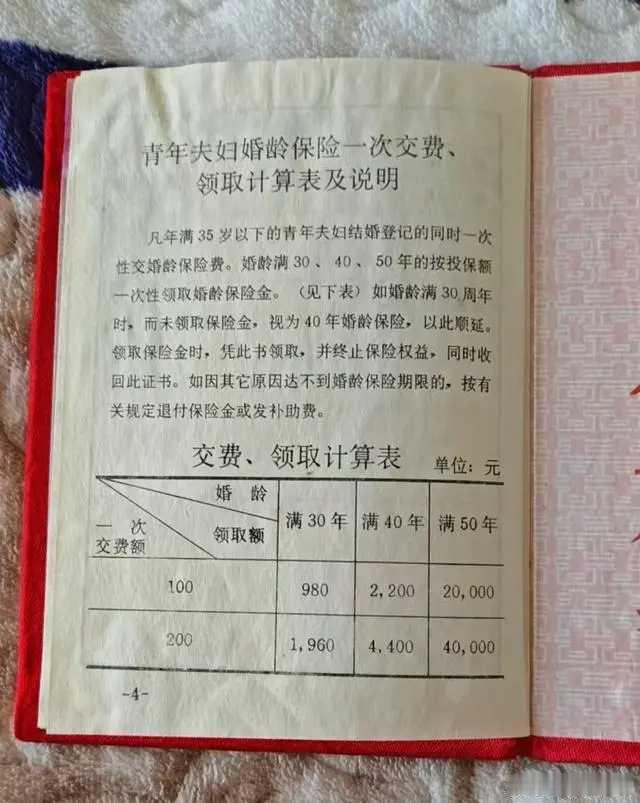 青年夫妇婚龄保险一次交费、
领取计算表及说明
凡年满35岁以下的青年夫妇结婚登记的同时一次
性交婚龄保险费。婚龄满30、40、50年的按投保额
一次性领取婚龄保险金。（见下表）如婚龄满30周年
时，而未领取保险金，视为40年婚龄保险，以此顺延。
领取保险金时，凭此书领取，并终止保险权益，同时收
回此证书。如因其它原因达不到婚龄保险期限的，按有
关规定退付保险金或发补助费。
交费、领取计算表 单位：元
婚龄
领取额
一次
交费额
满30年 满40年 满50年
100 980 2,200 20,000
200 1,960 4,400 40,000
-4-